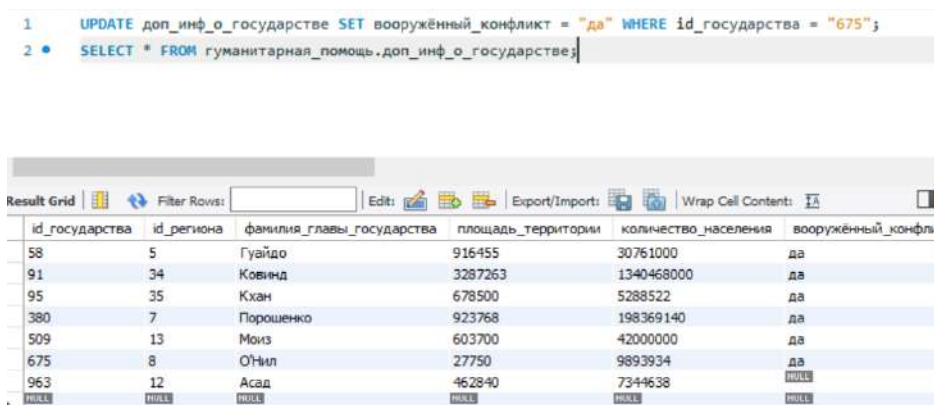 1 UPDATE доп_инф_о_государстве SET вооружённый_конфликт = "да" WHERE id_государства = "675";
2 SELECT * FROM гуманитарная_помощь.доп_инф_о_государстве;
Result Grid Filter Rows: Edit: Export/Import: Wrap Cell Content:
id_государства id_региона фамилия_главы_государства площадь_территории количество_населения вооружённый_конфли
58 5 Гуайдо 916455 30761000 да
91 34 Ковинд 3287263 1340468000 да
95 35 Кхан 678500 5288522 да
380 7 Порошенко 923768 198369140 да
509 13 Моиз 603700 42000000 да
675 8 О'Нил 27750 9893934 да
963 12 Асад 462840 7344638 NULL
NULL NULL NULL NULL NULL NULL